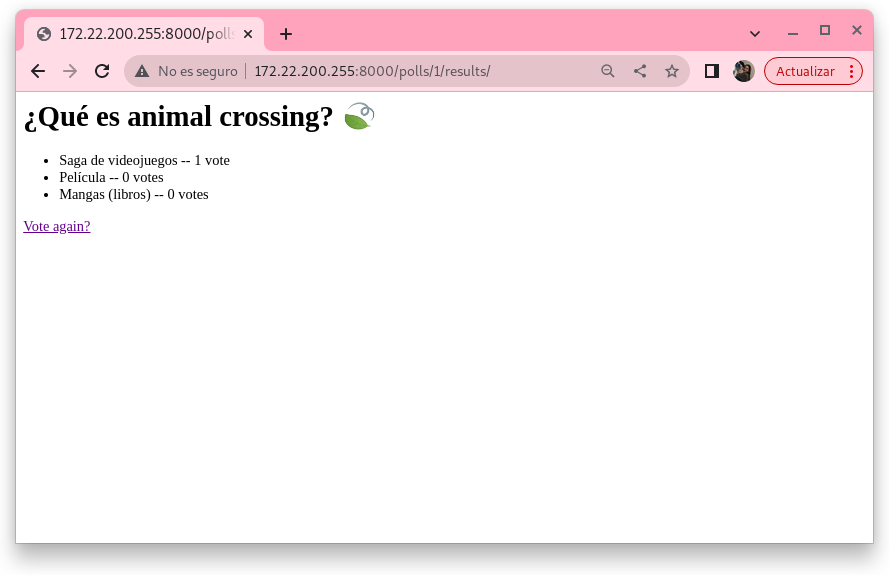 172.22.200.255:8000/polls
No es seguro 172.22.200.255:8000/polls/1/results/
Actualizar
¿Qué es animal crossing? 🍃
Saga de videojuegos -- 1 vote
Película -- 0 votes
Mangas (libros) -- 0 votes
Vote again?